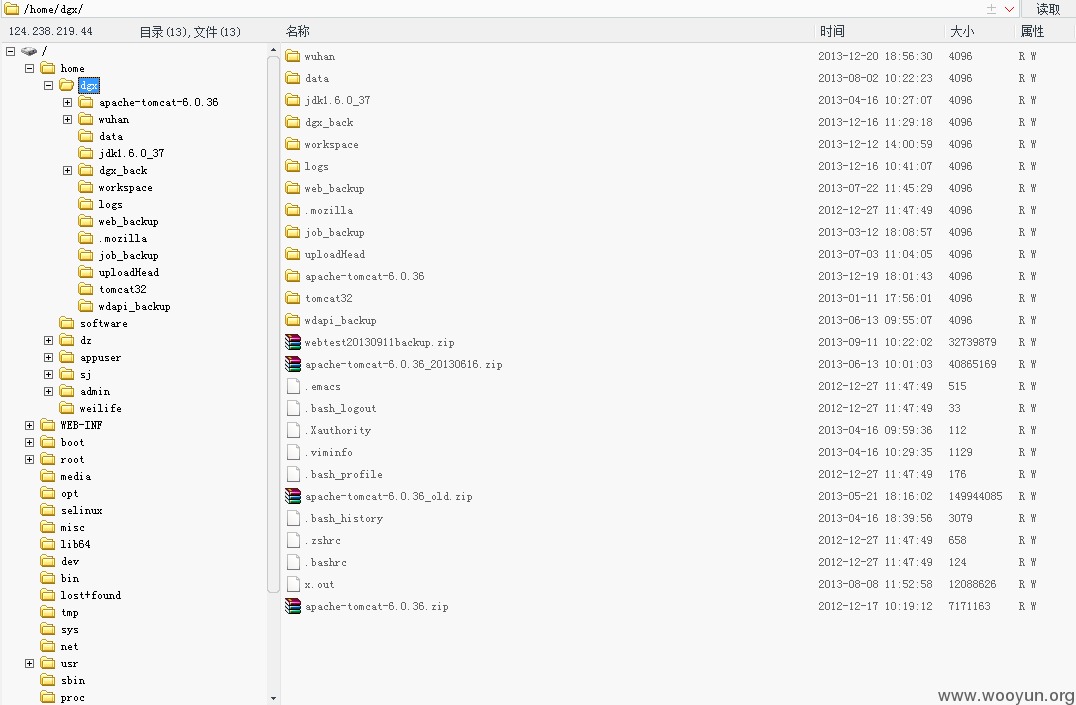 /home/dgx/ 读取
124.238.219.44 目录(13),文件(13) 名称 时间 大小 属性
/
home
dgx
apache-tomcat-6.0.36
wuhan
data
jdk1.6.0_37
dgx_back
workspace
logs
web_backup
.mozilla
job_backup
uploadHead
tomcat32
wdapi_backup
software
dz
appuser
sj
admin
weilife
WEB-INF
boot
root
media
opt
selinux
misc
lib64
dev
bin
lost+found
tmp
sys
net
usr
sbin
proc
wuhan 2013-12-20 18:56:30 4096 R W
data 2013-08-02 10:22:23 4096 R W
jdk1.6.0_37 2013-04-16 10:27:07 4096 R W
dgx_back 2013-12-16 11:29:18 4096 R W
workspace 2013-12-12 14:00:59 4096 R W
logs 2013-12-16 10:41:07 4096 R W
web_backup 2013-07-22 11:45:29 4096 R W
.mozilla 2012-12-27 11:47:49 4096 R W
job_backup 2013-03-12 18:08:57 4096 R W
uploadHead 2013-07-03 11:04:05 4096 R W
apache-tomcat-6.0.36 2013-12-19 18:01:43 4096 R W
tomcat32 2013-01-11 17:56:01 4096 R W
wdapi_backup 2013-06-13 09:55:07 4096 R W
webtest20130911backup.zip 2013-09-11 10:22:02 32739879 R W
apache-tomcat-6.0.36_20130616.zip 2013-06-13 10:01:03 40865169 R W
.emacs 2012-12-27 11:47:49 515 R W
.bash_logout 2012-12-27 11:47:49 33 R W
.Xauthority 2013-04-16 09:59:36 112 R W
.viminfo 2013-04-16 10:29:35 1129 R W
.bash_profile 2012-12-27 11:47:49 176 R W
apache-tomcat-6.0.36_old.zip 2013-05-21 18:16:02 149944085 R W
.bash_history 2013-04-16 18:39:56 3079 R W
.zshrc 2012-12-27 11:47:49 658 R W
.bashrc 2012-12-27 11:47:49 124 R W
x.out 2013-08-08 11:52:58 12088626 R W
apache-tomcat-6.0.36.zip 2012-12-17 10:19:12 7171163 R W
www.wooyun.org